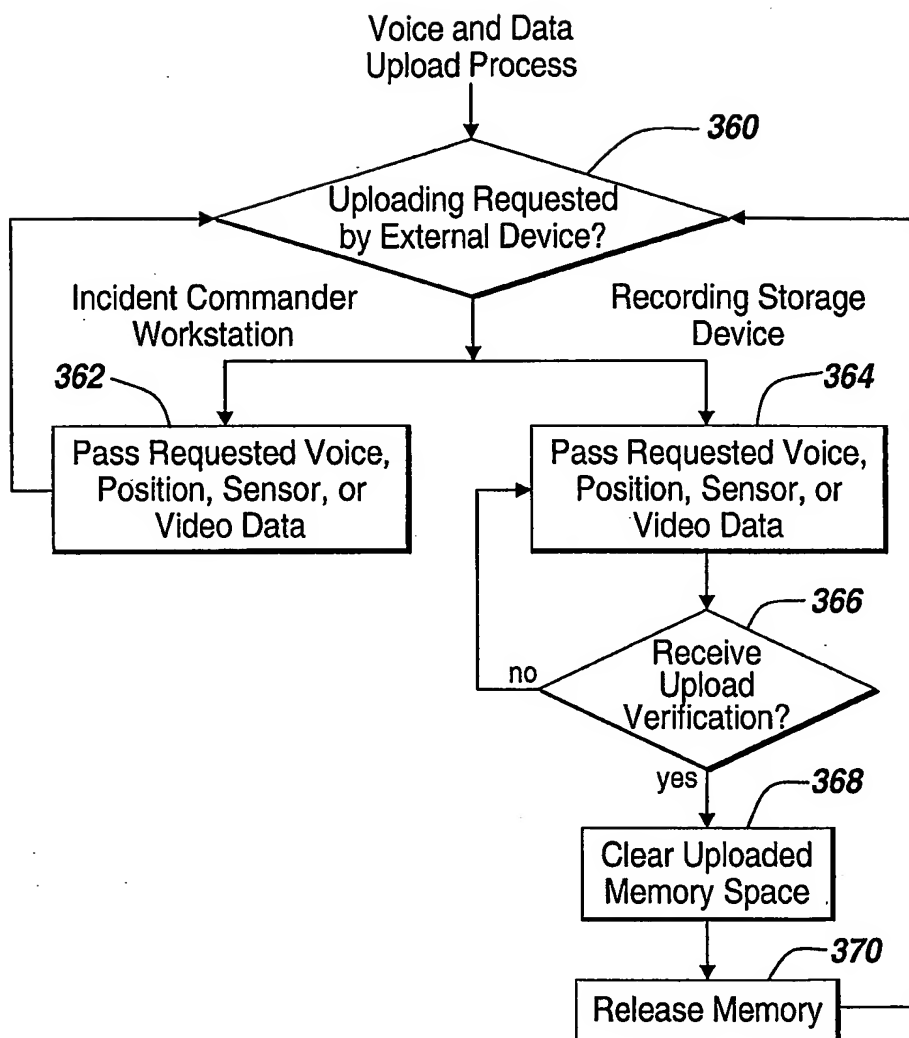 Voice and Data
Upload Process
360
Uploading Requested
by External Device?
Incident Commander
Workstation
Recording Storage
Device
362
Pass Requested Voice,
Position, Sensor, or
Video Data
364
Pass Requested Voice,
Position, Sensor, or
Video Data
366
Receive
Upload
Verification?
no
yes
368
Clear Uploaded
Memory Space
370
Release Memory